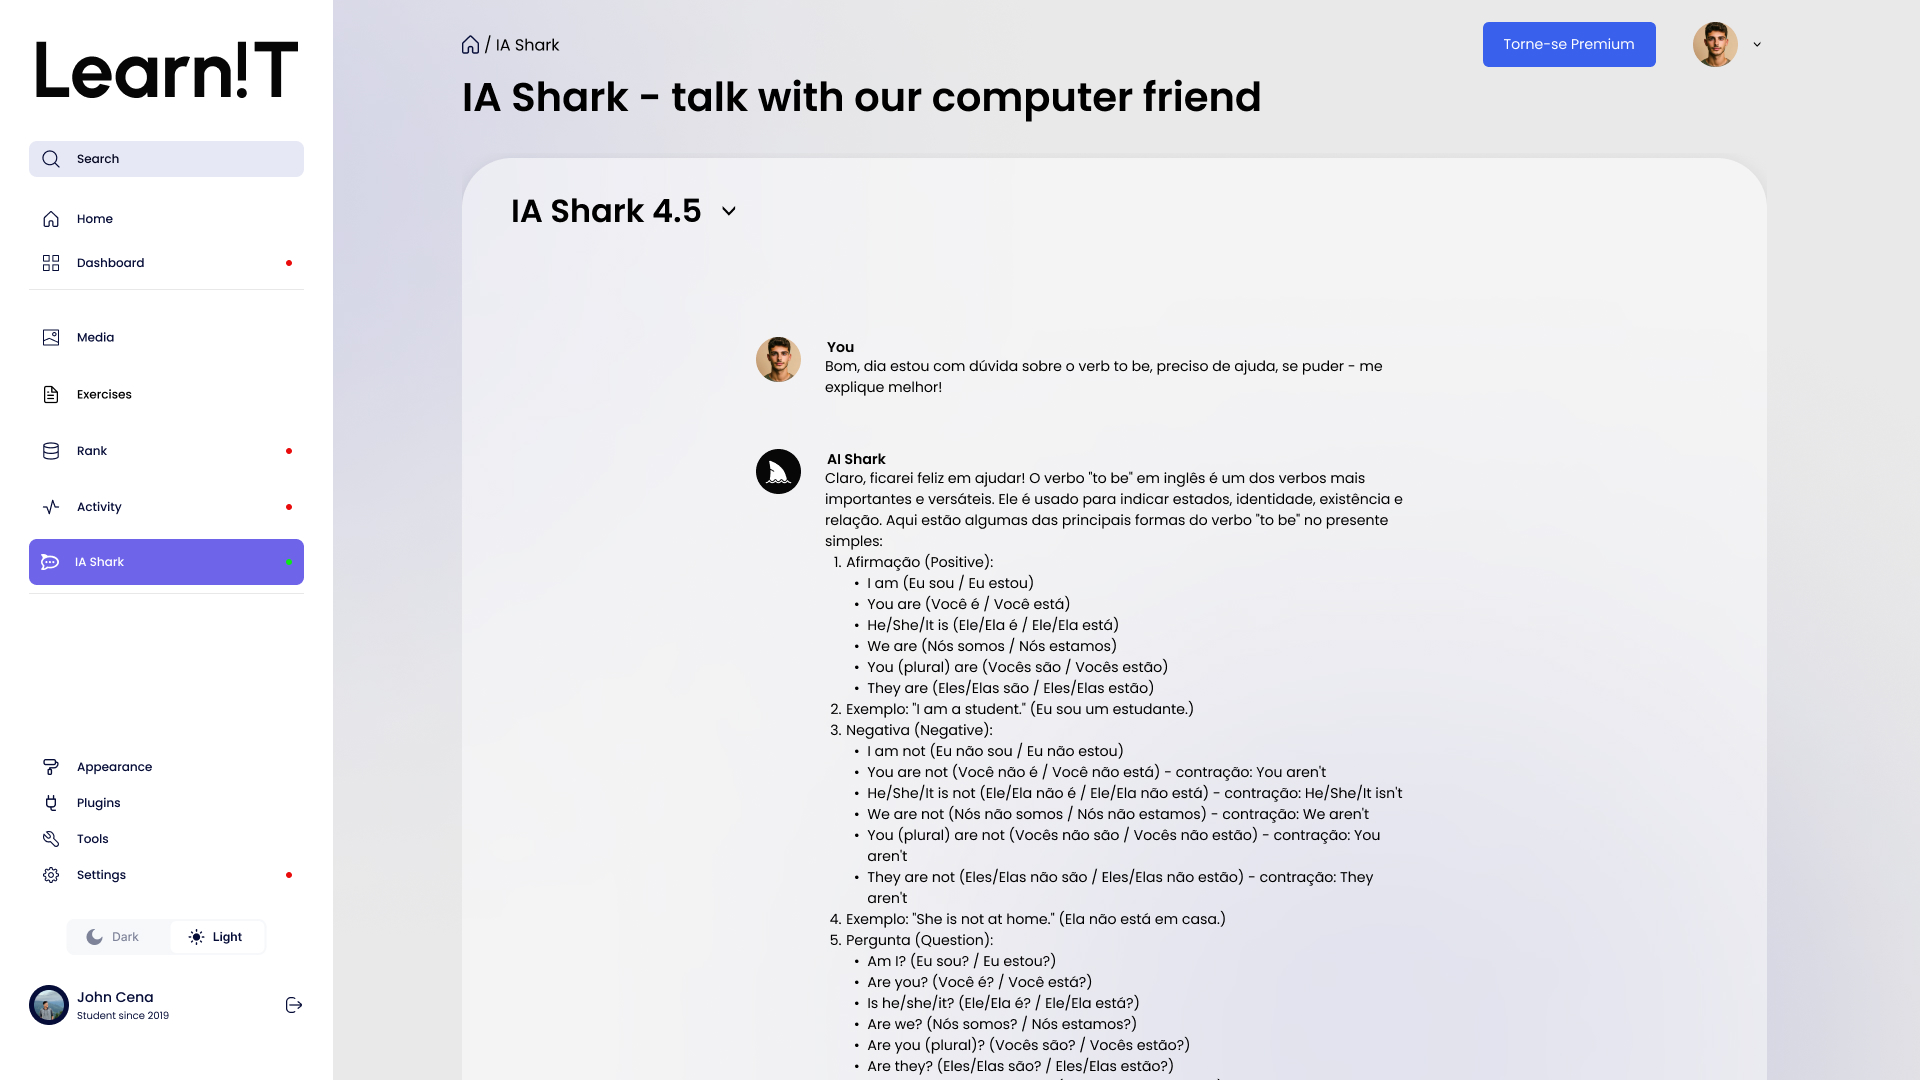 Learn!T
Search
Home
Dashboard
Media
Exercises
Rank
Activity
IA Shark
Appearance
Plugins
Tools
Settings
Dark
Light
John Cena
Student since 2019
/ IA Shark
Torne-se Premium
IA Shark - talk with our computer friend
IA Shark 4.5
You
Bom, dia estou com dúvida sobre o verb to be, preciso de ajuda, se puder - me
explique melhor!
AI Shark
Claro, ficarei feliz em ajudar! O verbo "to be" em inglês é um dos verbos mais
importantes e versáteis. Ele é usado para indicar estados, identidade, existência e
relação. Aqui estão algumas das principais formas do verbo "to be" no presente
simples:
1. Afirmação (Positive):
• I am (Eu sou / Eu estou)
• You are (Você é / Você está)
• He/She/It is (Ele/Ela é / Ele/Ela está)
• We are (Nós somos / Nós estamos)
• You (plural) are (Vocês são / Vocês estão)
• They are (Eles/Elas são / Eles/Elas estão)
2. Exemplo: "I am a student." (Eu sou um estudante.)
3. Negativa (Negative):
• I am not (Eu não sou / Eu não estou)
• You are not (Você não é / Você não está) - contração: You aren't
• He/She/It is not (Ele/Ela não é / Ele/Ela não está) - contração: He/She/It isn't
• We are not (Nós não somos / Nós não estamos) - contração: We aren't
• You (plural) are not (Vocês não são / Vocês não estão) - contração: You
aren't
• They are not (Eles/Elas não são / Eles/Elas não estão) - contração: They
aren't
4. Exemplo: "She is not at home." (Ela não está em casa.)
5. Pergunta (Question):
• Am I? (Eu sou? / Eu estou?)
• Are you? (Você é? / Você está?)
• Is he/she/it? (Ele/Ela é? / Ele/Ela está?)
• Are we? (Nós somos? / Nós estamos?)
• Are you (plural)? (Vocês são? / Vocês estão?)
• Are they? (Eles/Elas são? / Eles/Elas estão?)